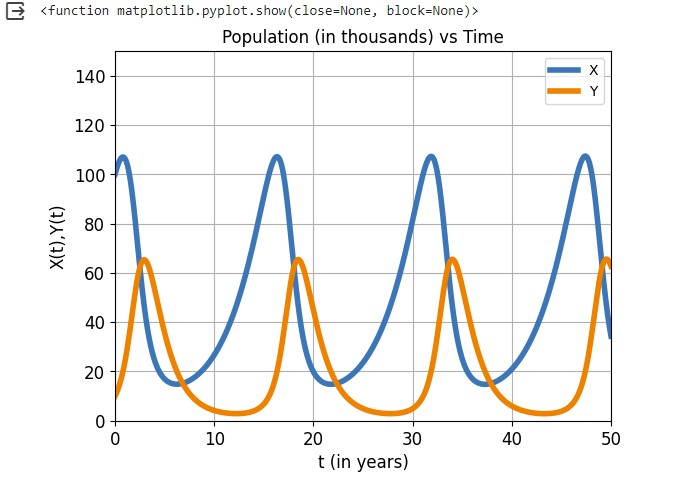 <function matplotlib.pyplot.show(close=None, block=None)>
Population (in thousands) vs Time
X
Y
140
120
100
80
60
40
20
0
X(t),Y(t)
0 10 20 30 40 50
t (in years)